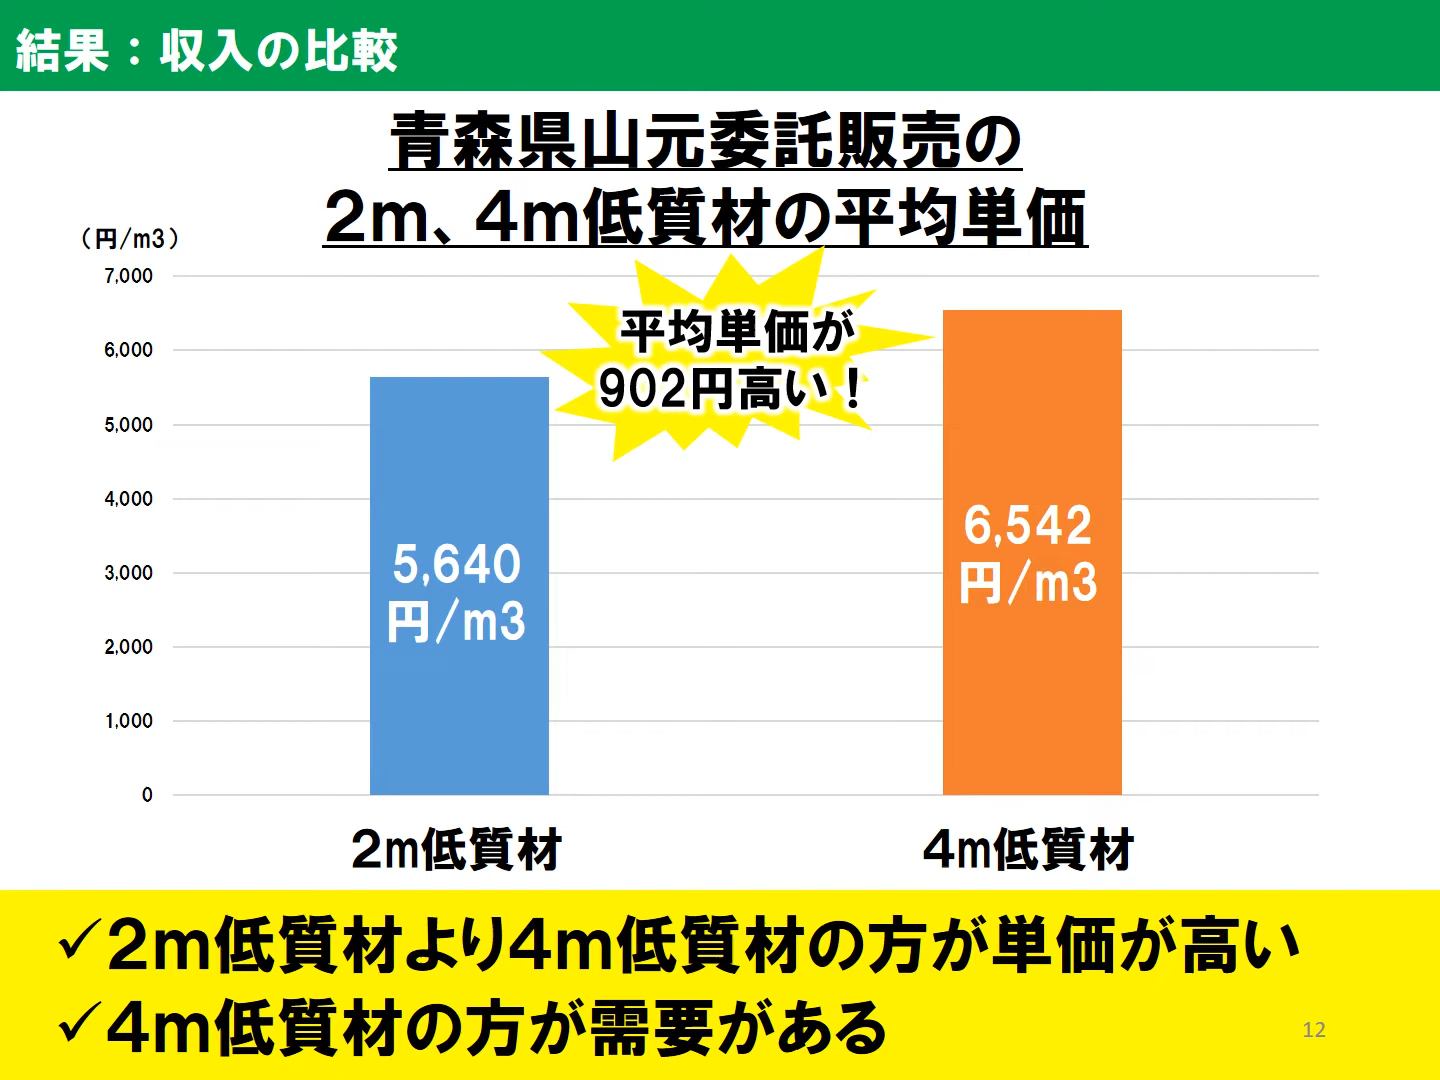 結果：収入の比較
青森県山元委託販売の
２ｍ、４ｍ低質材の平均単価
（円/m3）
7,000
6,000
5,000
4,000
3,000
2,000
1,000
0
平均単価が
902円高い！
5,640
円/m3
6,542
円/m3
２ｍ低質材
４ｍ低質材
✓２ｍ低質材より４ｍ低質材の方が単価が高い
✓４ｍ低質材の方が需要がある
12